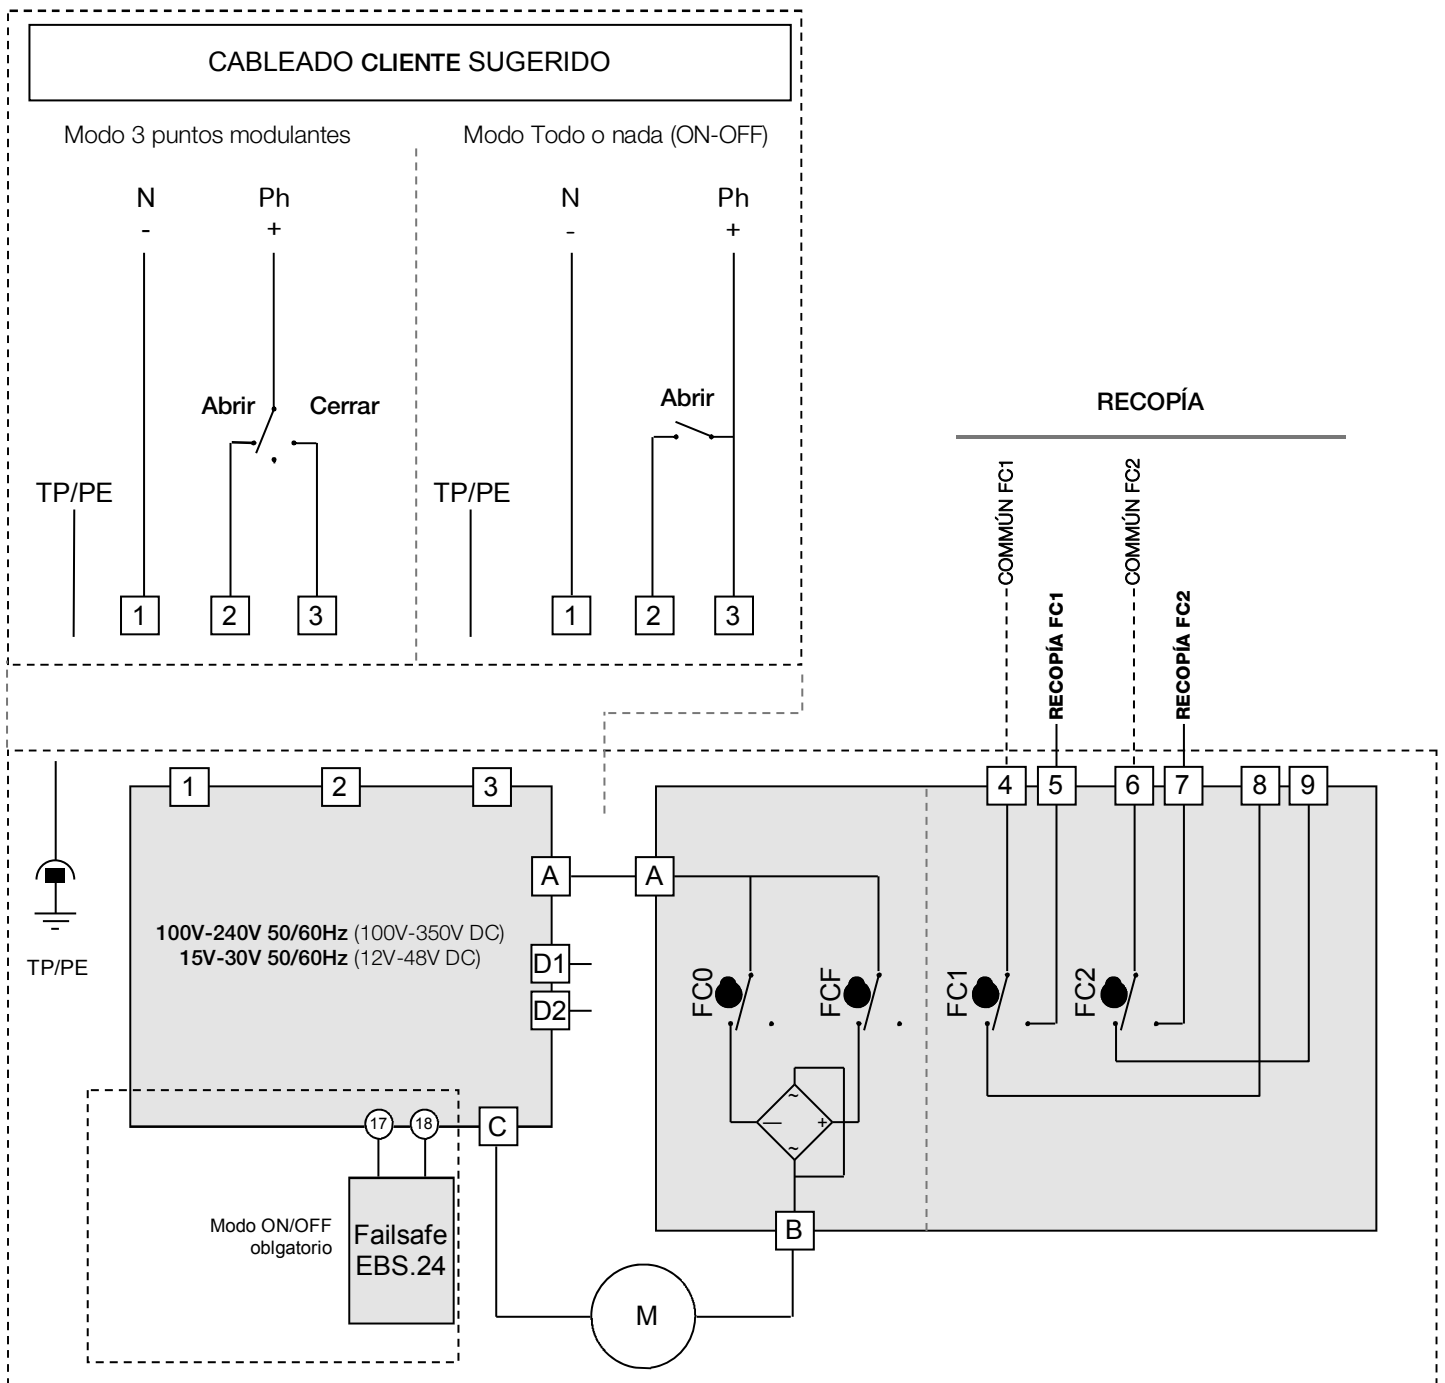 CABLEADO CLIENTE SUGERIDO
Modo 3 puntos modulantes
Modo Todo o nada (ON-OFF)
N
Ph
N
Ph
-
+
-
+
Abrir
Cerrar
Abrir
TP/PE
TP/PE
1
2
3
1
2
3
RECOPÍA
COMMÚN FC1
RECOPÍA FC1
COMMÚN FC2
RECOPÍA FC2
1
2
3
4
5
6
7
8
9
A
A
100V-240V 50/60Hz (100V-350V DC)
15V-30V 50/60Hz (12V-48V DC)
TP/PE
D1
D2
FC0
FCF
FC1
FC2
~
—
+
~
17
18
C
B
Modo ON/OFF
oblgatorio
Failsafe
EBS.24
M